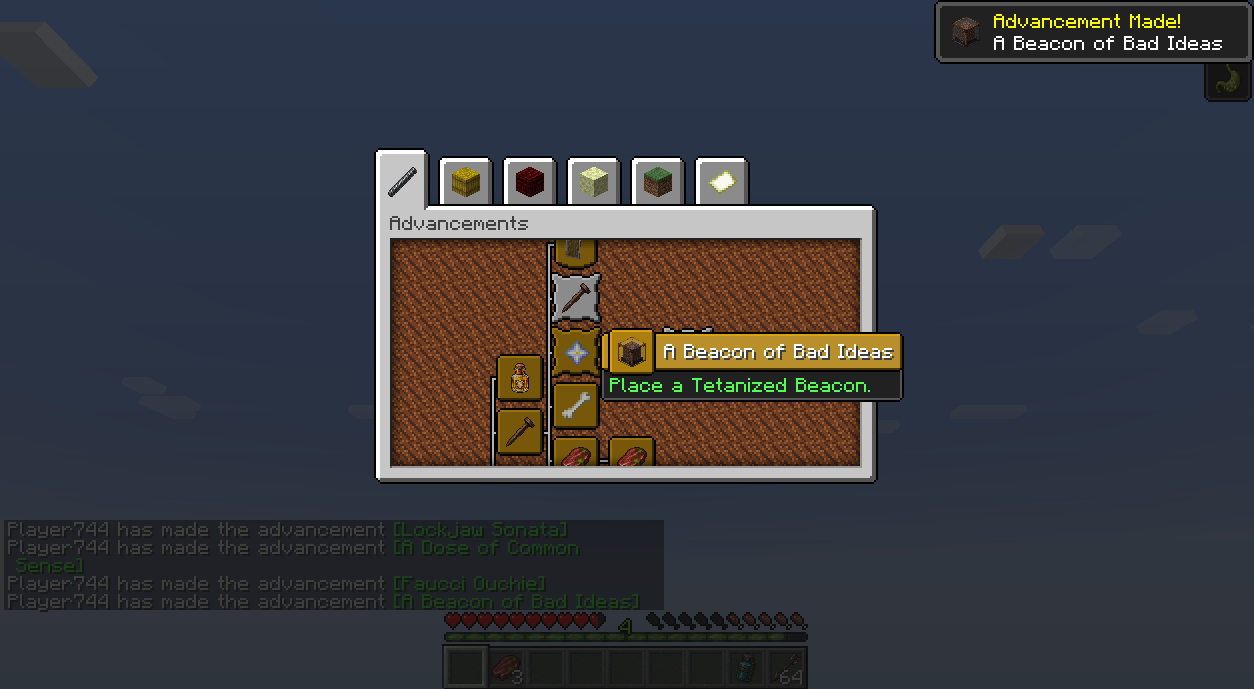 Advancement Made!
A Beacon of Bad Ideas
Advancements
A Beacon of Bad Ideas
Place a Tetanized Beacon.
Player744 has made the advancement [Lockjaw Sonata]
Player744 has made the advancement [A Dose of Common
Sense]
Player744 has made the advancement [Faucci Ouchie]
Player744 has made the advancement [A Beacon of Bad Ideas]
4
3
64